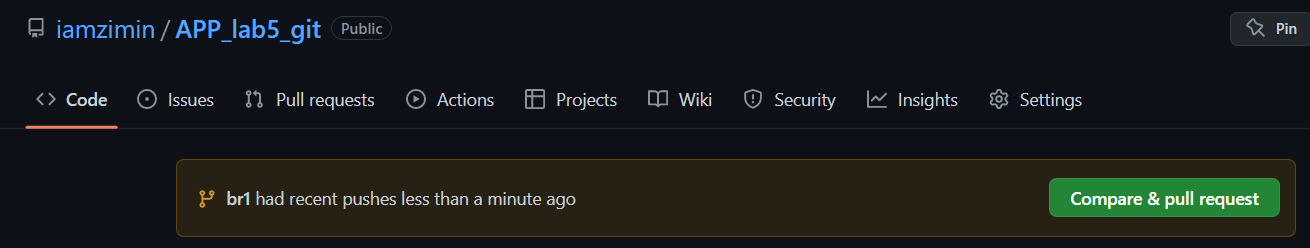 iamzimin / APP_lab5_git Public Pin
Code Issues Pull requests Actions Projects Wiki Security Insights Settings
br1 had recent pushes less than a minute ago Compare & pull request